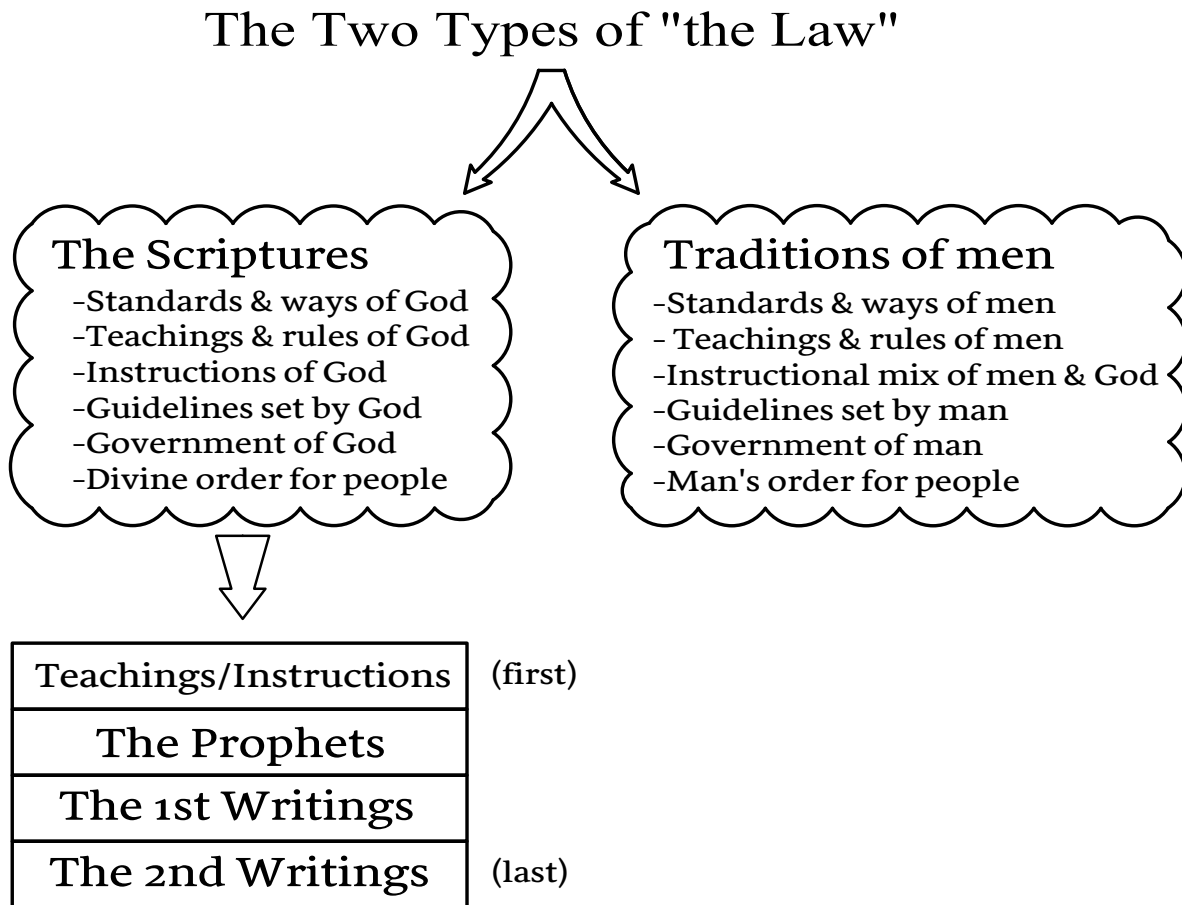 The Two Types of "the Law"
The Scriptures
-Standards & ways of God
-Teachings & rules of God
-Instructions of God
-Guidelines set by God
-Government of God
-Divine order for people
Traditions of men
-Standards & ways of men
- Teachings & rules of men
-Instructional mix of men & God
-Guidelines set by man
-Government of man
-Man's order for people
Teachings/Instructions (first)
The Prophets
The 1st Writings
The 2nd Writings (last)